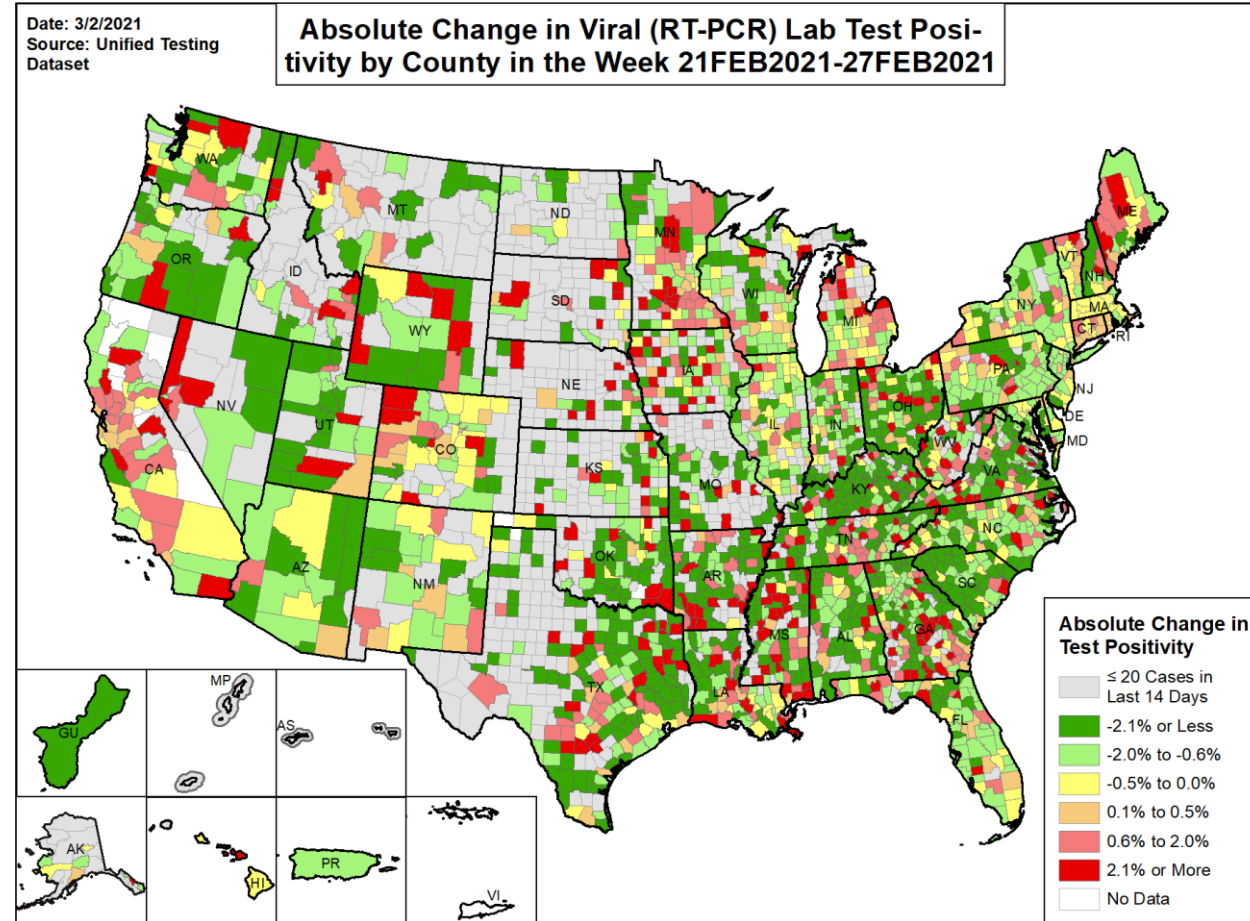 Date: 3/2/2021
Source: Unified Testing
Dataset
Absolute Change in Viral (RT-PCR) Lab Test Posi-
tivity by County in the Week 21FEB2021-27FEB2021
WA
MT
ND
MN
ME
OR
ID
SD
WI
VT
NH
NY
MA
CT
RI
WY
MI
IA
PA
NJ
NE
NV
UT
OH
DE
MD
IL
IN
WV
CO
CA
KS
MO
KY
VA
NC
TN
OK
AR
AZ
NM
SC
MS
AL
GA
TX
LA
FL
GU
MP
AS
AK
HI
PR
VI
Absolute Change in
Test Positivity
≤ 20 Cases in
Last 14 Days
-2.1% or Less
-2.0% to -0.6%
-0.5% to 0.0%
0.1% to 0.5%
0.6% to 2.0%
2.1% or More
No Data